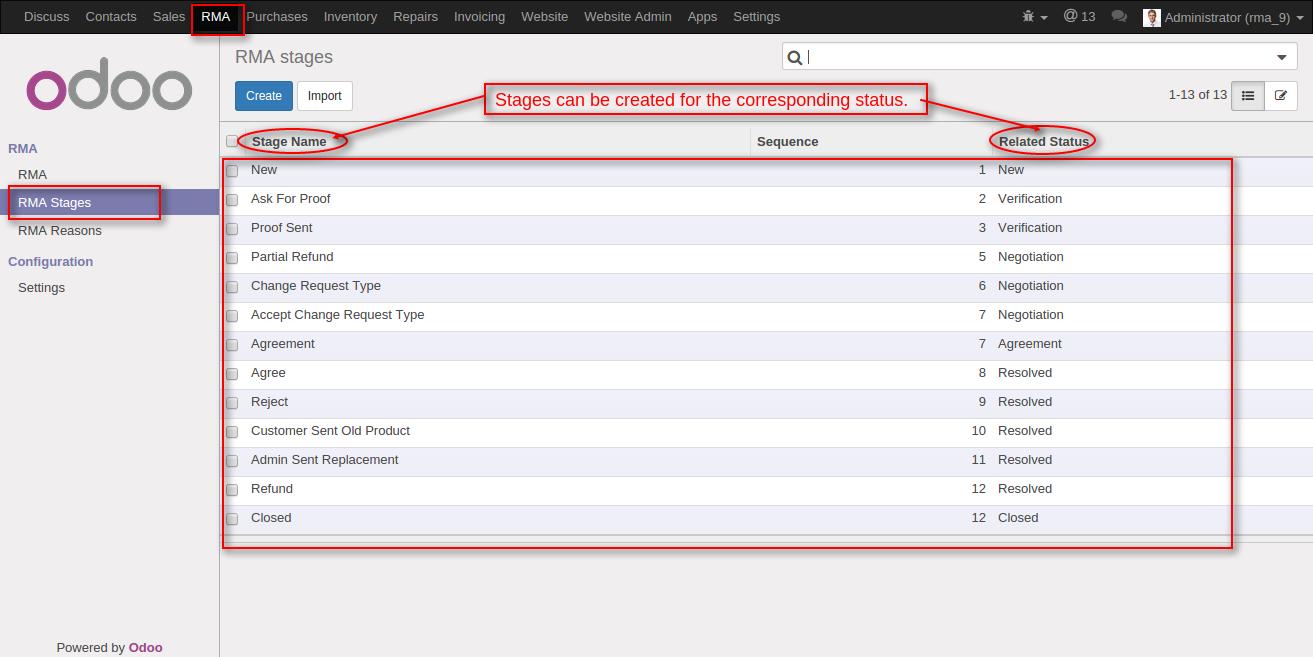 Discuss Contacts Sales RMA Purchases Inventory Repairs Invoicing Website Website Admin Apps Settings @ 13 Administrator (rma_9)
odoo
RMA stages
Create Import
Stages can be created for the corresponding status.
1-13 of 13
RMA
RMA
RMA Stages
RMA Reasons
Configuration
Settings
Stage Name Sequence Related Status
New 1 New
Ask For Proof 2 Verification
Proof Sent 3 Verification
Partial Refund 5 Negotiation
Change Request Type 6 Negotiation
Accept Change Request Type 7 Negotiation
Agreement 7 Agreement
Agree 8 Resolved
Reject 9 Resolved
Customer Sent Old Product 10 Resolved
Admin Sent Replacement 11 Resolved
Refund 12 Resolved
Closed 12 Closed
Powered by Odoo